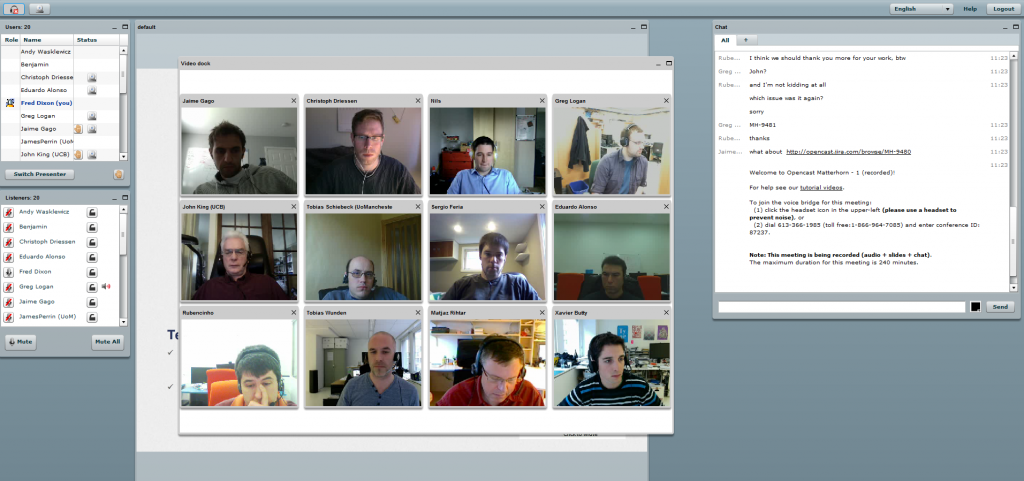 English
Help
Logout
Users: 20
Role Name Status
Andy Wasklewicz
Benjamin
Christoph Driesse
Eduardo Alonso
Fred Dixon (you)
Greg Logan
Jaime Gago
JamesPerrin (UoM
John King (UCB)
Switch Presenter
Listeners: 20
Andy Wasklewicz
Benjamin
Christoph Driessen
Eduardo Alonso
Fred Dixon
Greg Logan
Jaime Gago
JamesPerrin (UoM)
Mute
Mute All
default
Te
Video dock
Jaime Gago
Christoph Driessen
Nils
Greg Logan
John King (UCB)
Tobias Schiebeck (UoMancheste
Sergio Feria
Eduardo Alonso
Rubencinho
Tobias Wunden
Matjaz Rihtar
Xavier Butty
Chat
All +
Rube... I think we should thank you more for your work, btw 11:23
Greg ... John? 11:23
Rube... and I'm not kidding at all 11:23
which issue was it again?
sorry
Greg ... MH-9481 11:23
Rube... thanks 11:23
Jaime... what about http://opencast.jira.com/browse/MH-9480 11:23
11:23
Welcome to Opencast Matterhorn - 1 (recorded)!
For help see our tutorial videos.
To join the voice bridge for this meeting:
(1) click the headset icon in the upper-left (please use a headset to
prevent noise), or
(2) dial 613-366-1985 (toll free:1-866-964-7085) and enter conference ID:
87237.
Note: This meeting is being recorded (audio + slides + chat).
The maximum duration for this meeting is 240 minutes.
Send